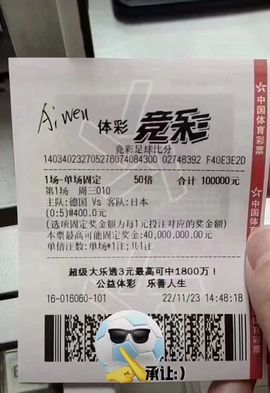 Ai Well
体彩 竞彩
中国体育彩票
竞彩足球比分
140340232705276074084300 02748392 F40E3E2D
1场-单场固定 50倍 合计 100000元
第1场 周三010
主队:德国 Vs 客队:日本
(0:5)@400.0元
(选项固定奖金额为每1元投注对应的奖金额)
本票最高可能固定奖金:40,000,000.00元
单倍注数:单场*1注;共1注
超级大乐透3元最高可中1800万!
公益体彩 乐善人生
16-016060-101 22/11/23 14:48:18
承让:)